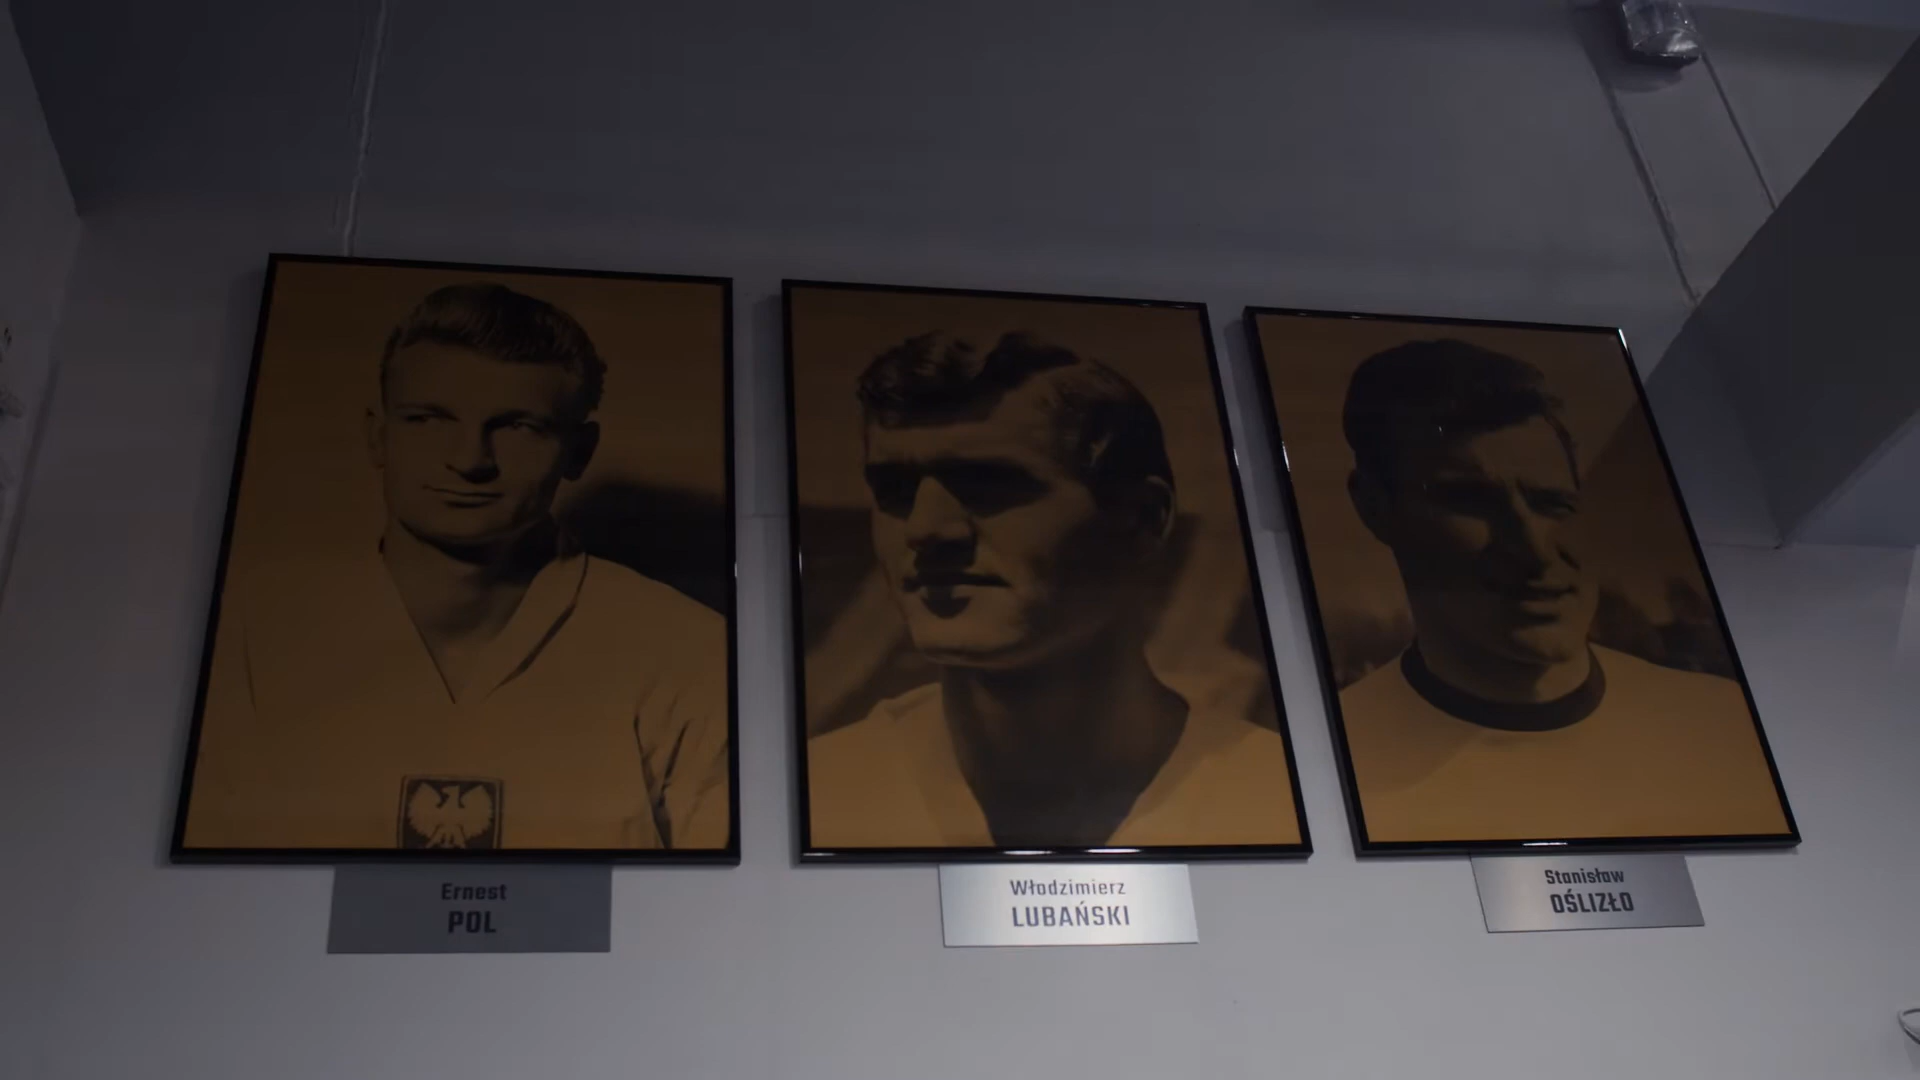 Ernest
POL
Włodzimierz
LUBAŃSKI
Stanisław
OŚLIZŁO